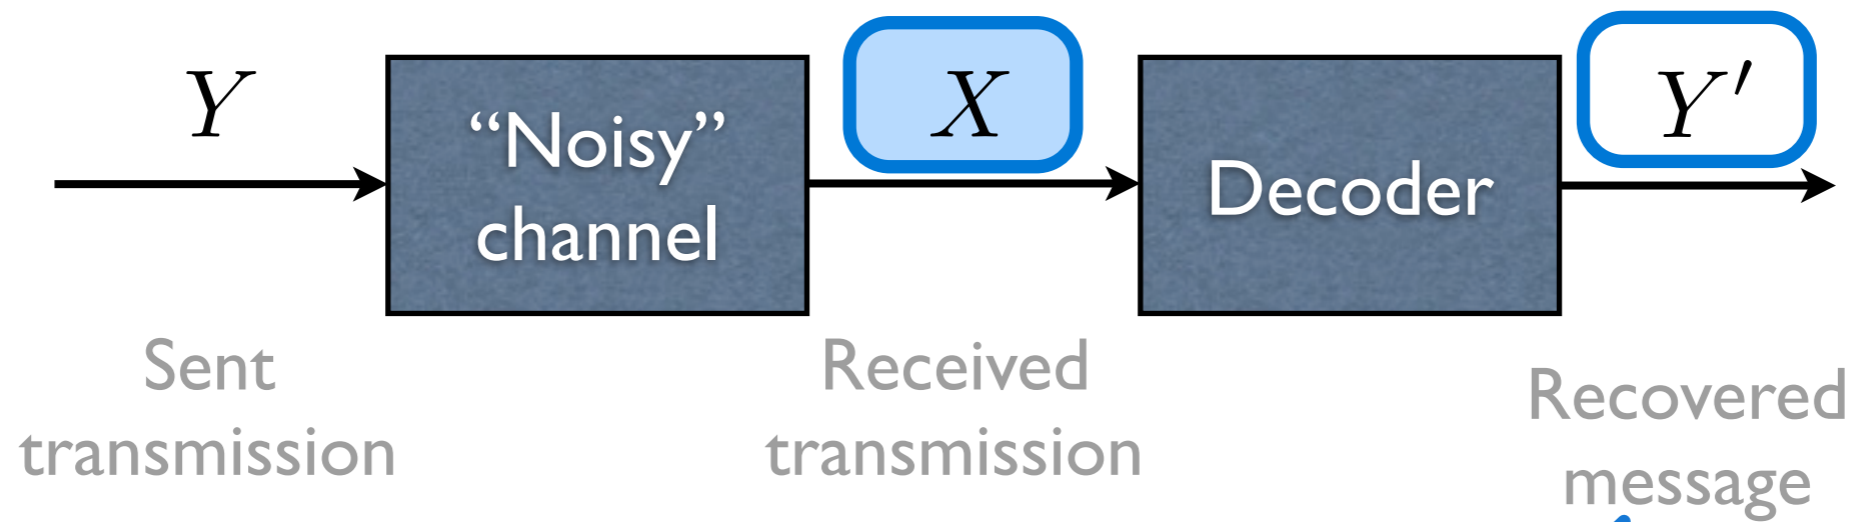 Y
“Noisy”
channel
X
Decoder
Y′
Sent
transmission
Received
transmission
Recovered
message